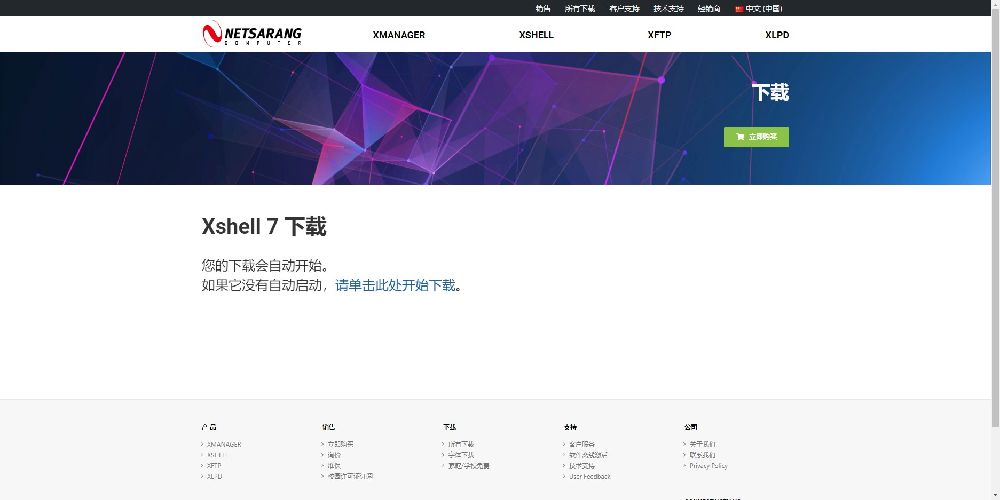 销售 所有下载 客户支持 技术支持 经销商 中文 (中国)
NETSARANG
COMPUTER
XMANAGER XSHELL XFTP XLPD
下载
立即购买
Xshell 7 下载
您的下载会自动开始。
如果它没有自动启动，请单击此处开始下载。
产 品
XMANAGER
XSHELL
XFTP
XLPD
销售
立即购买
询价
维保
校园许可证订阅
下载
所有下载
字体下载
家庭/学校免费
支持
客户服务
软件离线激活
技术支持
User Feedback
公司
关于我们
联系我们
Privacy Policy